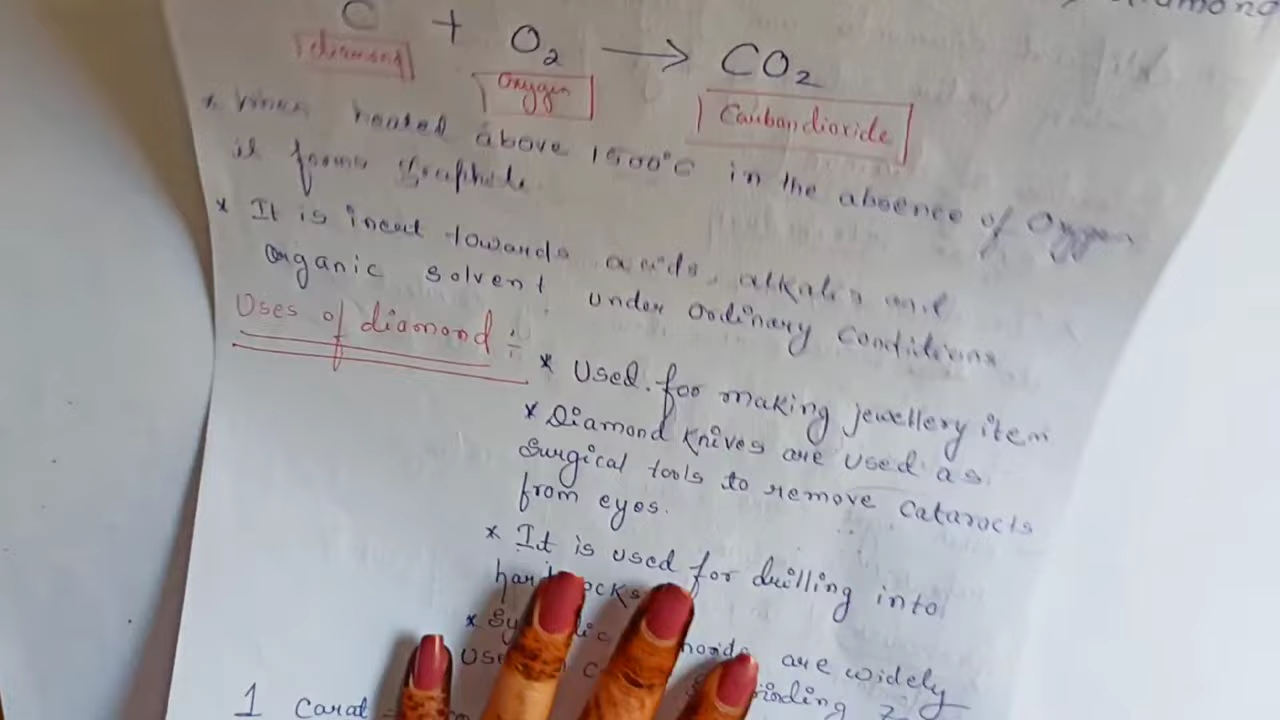 C + O2 → CO2
diamond Oxygen Carbondioxide
* When heated above 1500°C in the absence of Oxygen
it forms graphite.
* It is inert towards acids, alkalis and
organic solvent under ordinary conditions
Uses of diamond :
* Used for making jewellery item
* Diamond knives are used as
Surgical tools to remove cataracts
from eyes.
* It is used for drilling into
* are widely
1 Carat